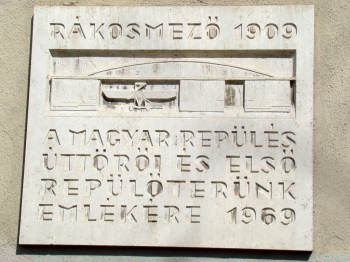 RÁKOSMEZŐ 1909
A MAGYAR REPÜLÉS
ÚTTÖRŐI ÉS ELSŐ
REPÜLŐTERÜNK
EMLÉKÉRE 1969